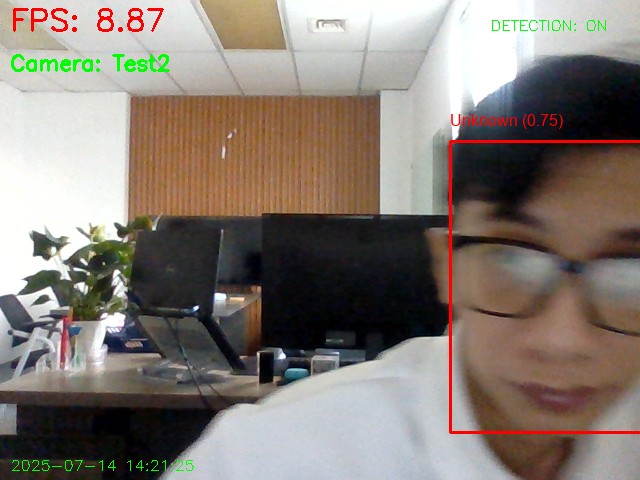 FPS: 8.87
DETECTION: ON
Camera: Test2
Unknown (0.75)
2025-07-14 14:21:25